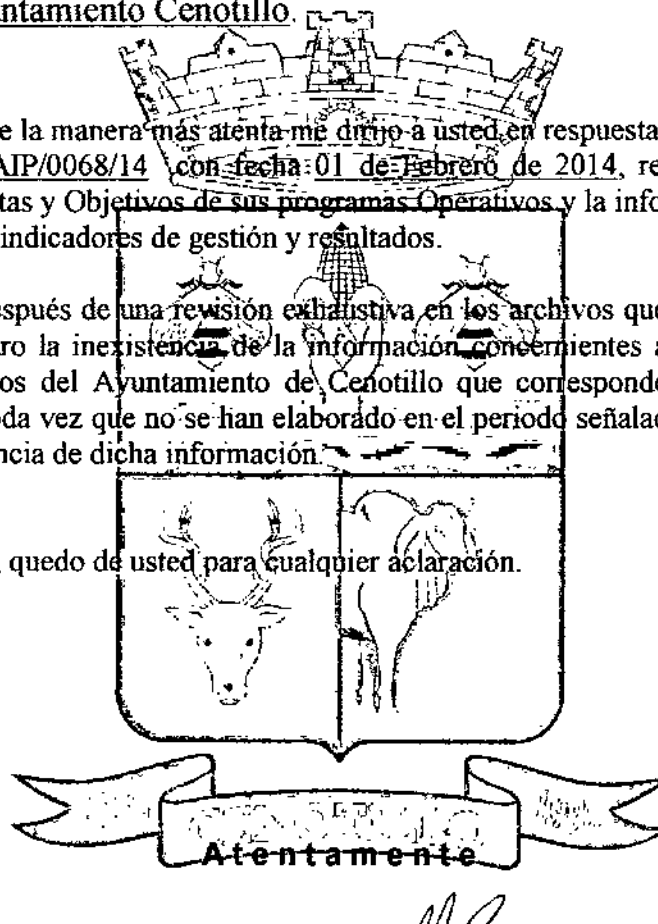 ntamiento Cenotillo.
e la manera más atenta me dirijo a usted en respuesta
AIP/0068/14 con fecha 01 de Febrero de 2014, re
tas y Objetivos de sus programas Operativos y la info
indicadores de gestión y resultados.
spués de una revisión exhaustiva en los archivos que
ro la inexistencia de la información concernientes a
os del Ayuntamiento de Cenotillo que corresponde
da vez que no se han elaborado en el periodo señalad
ncia de dicha información.
quedo de usted para cualquier aclaración.
Atentamente